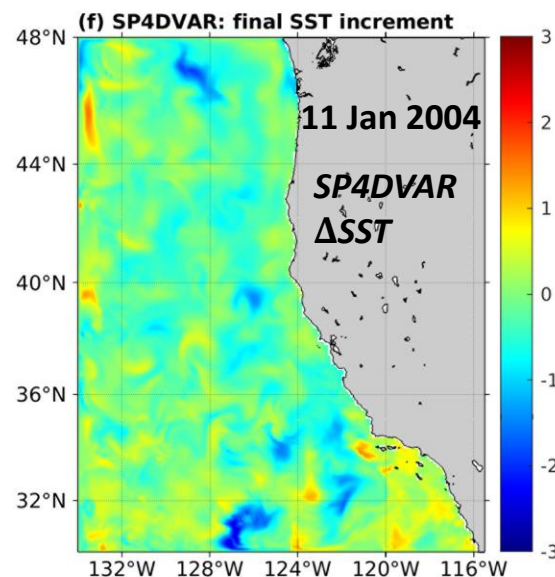 (f) SP4DVAR: final SST increment
48°N
44°N
40°N
36°N
32°N
11 Jan 2004
SP4DVAR
ΔSST
132°W 128°W 124°W 120°W 116°W
3
2
1
0
-1
-2
-3